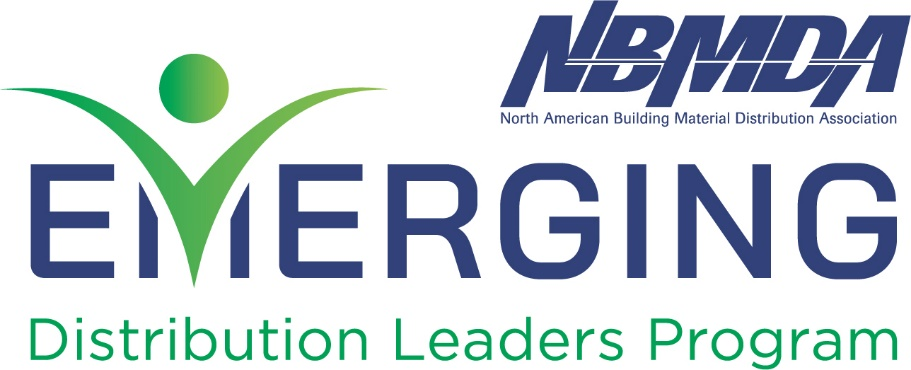 NBMDA
North American Building Material Distribution Association
EMERGING
Distribution Leaders Program